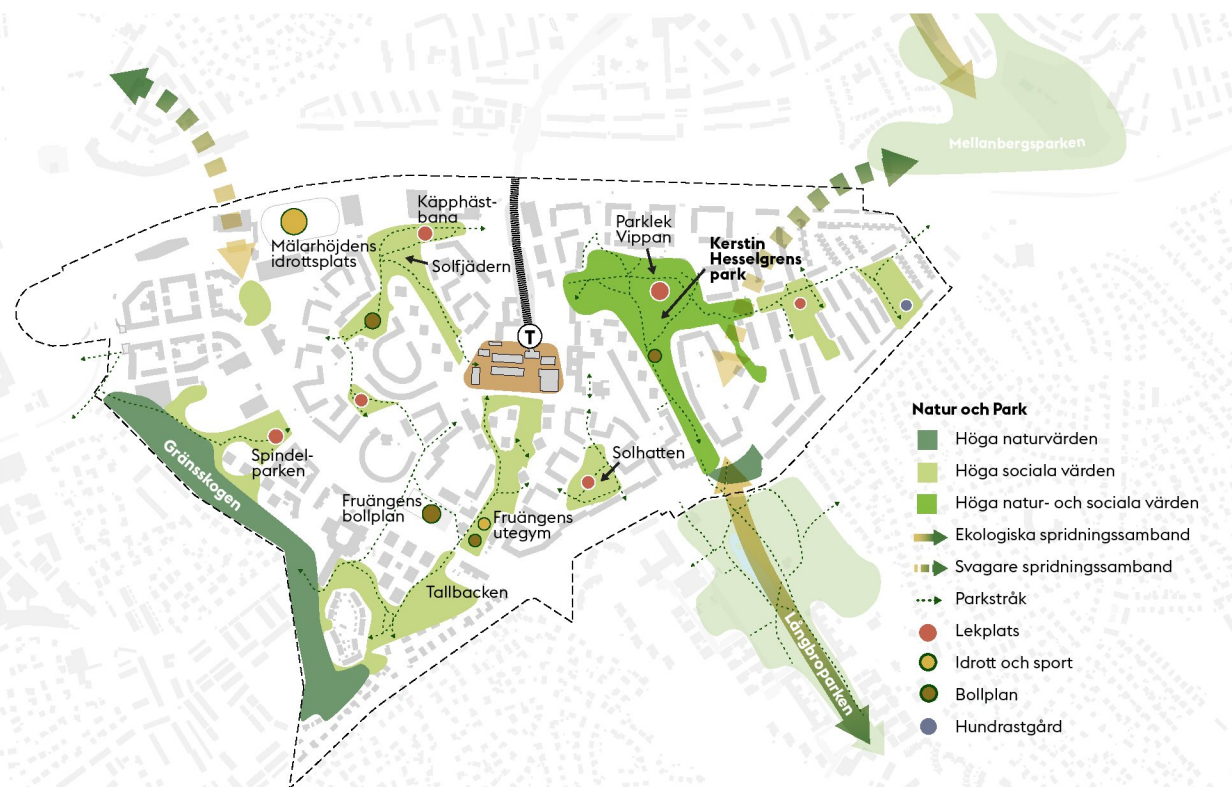 Mellanbergsparken
Käpphäst-
bana
Mälarhöjdens
idrottsplats
Solfjädern
Parklek
Vippan
Kerstin
Hesselgrens
park
T
Spindel-
parken
Gränsskogen
Fruängens
bollplan
Solhatten
Fruängens
utegym
Tallbacken
Långbroparken
Natur och Park
Höga naturvärden
Höga sociala värden
Höga natur- och sociala värden
Ekologiska spridningssamband
Svagare spridningssamband
Parkstråk
Lekplats
Idrott och sport
Bollplan
Hundrastgård